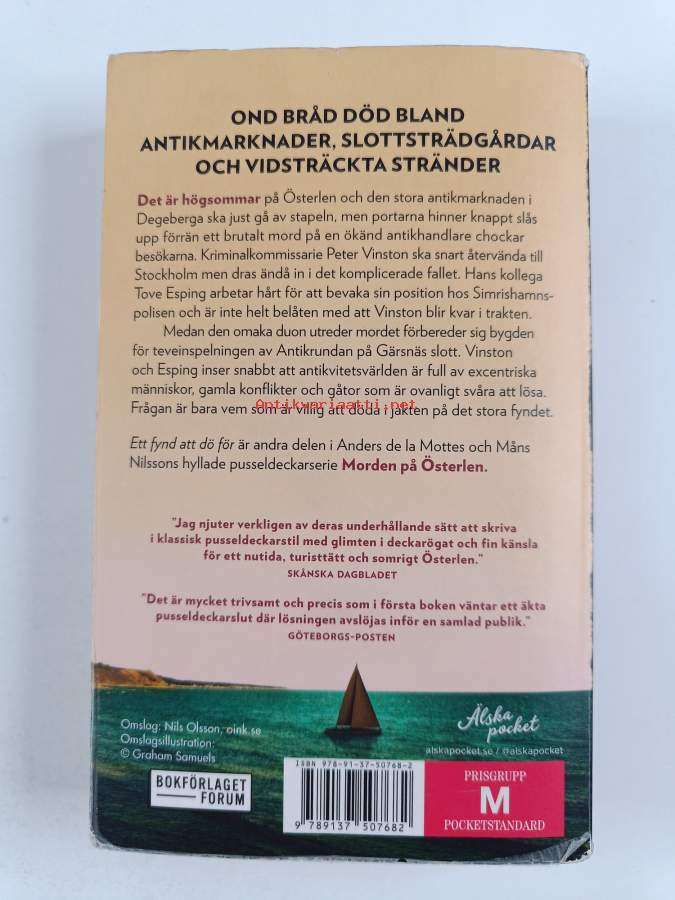 OND BRÅD DÖD BLAND
ANTIKMARKNADER, SLOTTSTRÄDGÅRDAR
OCH VIDSTRÄCKTA STRÄNDER
Det är högsommar på Österlen och den stora antikmarknaden i
Degeberga ska just gå av stapeln, men portarna hinner knappt slås
upp förrän ett brutalt mord på en ökänd antikhandlare chockar
besökarna. Kriminalkommissarie Peter Vinston ska snart återvända till
Stockholm men dras ändå in i det komplicerade fallet. Hans kollega
Tove Esping arbetar hårt för att bevaka sin position hos Simrishamns-
polisen och är inte helt belåten med att Vinston blir kvar i trakten.
Medan den omaka duon utreder mordet förbereder sig bygden
för teveinspelningen av Antikrundan på Gärsnäs slott. Vinston
och Esping inser snabbt att antikvitetsvärlden är full av excentriska
människor, gamla konflikter och gåtor som är ovanligt svåra att lösa.
Frågan är bara vem som är villig att döda i jakten på det stora fyndet.
Antikvariaatti.net
Ett fynd att dö för är andra delen i Anders de la Mottes och Måns
Nilssons hyllade pusseldeckarserie Morden på Österlen.
"Jag njuter verkligen av deras underhållande sätt att skriva
i klassisk pusseldeckarstil med glimten i deckarögat och fin känsla
för ett nutida, turisttätt och somrigt Österlen."
SKÅNSKA DAGBLADET
"Det är mycket trivsamt och precis som i första boken väntar ett äkta
pusseldeckarslut där lösningen avslöjas inför en samlad publik."
GÖTEBORGS-POSTEN
Omslag: Nils Olsson, oink.se
Omslagsillustration:
© Graham Samuels
BOKFÖRLAGET
FORUM
Älska
pocket
alskapocket.se / @alskapocket
ISBN 978-91-37-50768-2
9 789137 507682
PRISGRUPP
M
POCKETSTANDARD